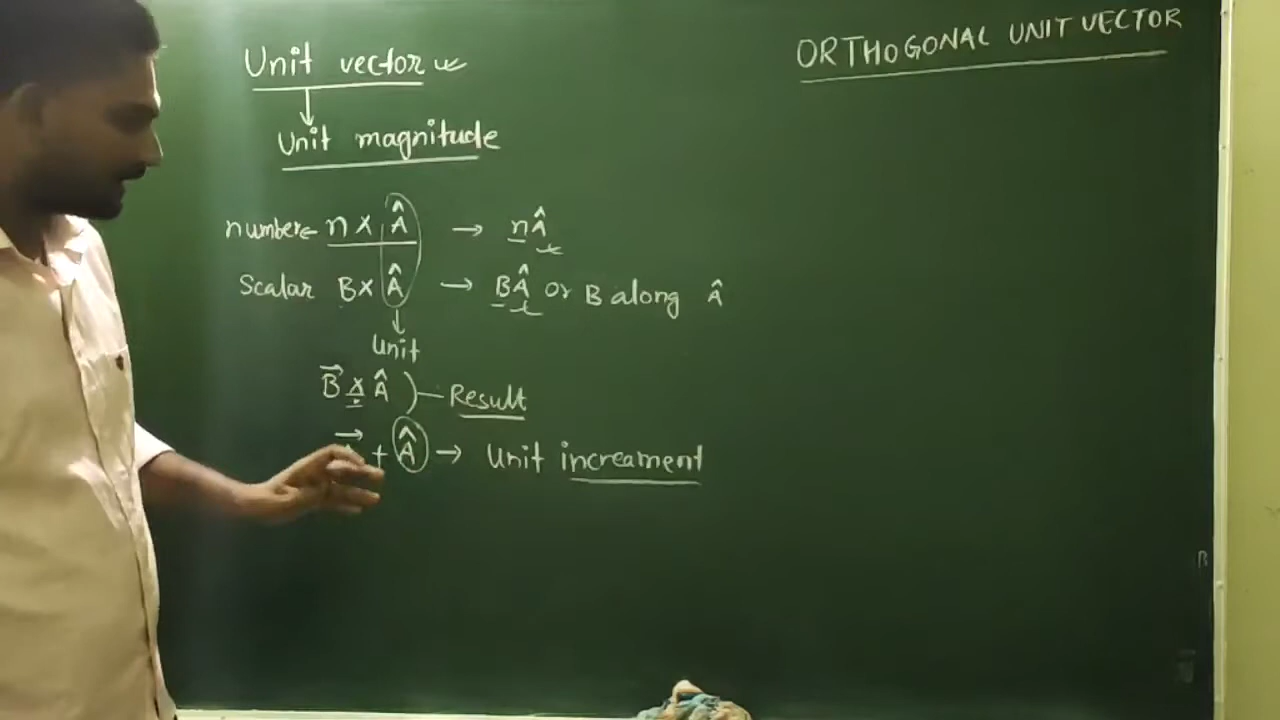 Unit vector
Unit magnitude
number n × Â → nÂ
Scalar B × Â → BÂ or B along Â
Unit
B⃗ × Â ) — Result
+ Â → Unit increament
ORTHOGONAL UNIT VECTOR